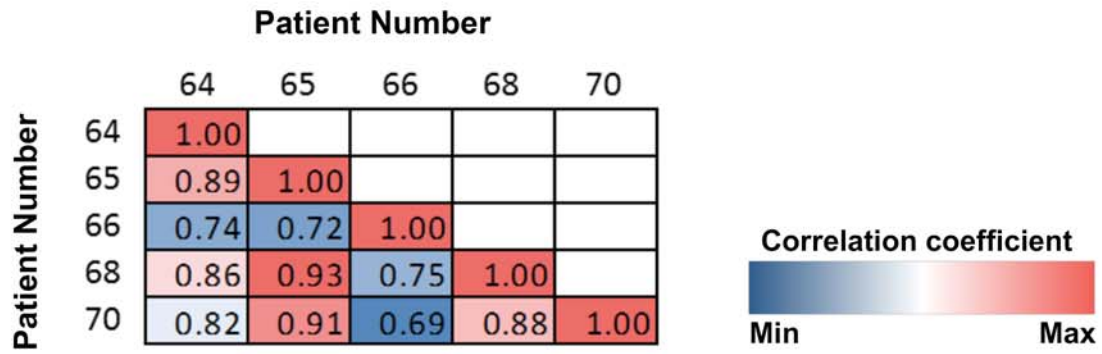 Patient Number
64 65 66 68 70
Patient Number
64 1.00
65 0.89 1.00
66 0.74 0.72 1.00
68 0.86 0.93 0.75 1.00
70 0.82 0.91 0.69 0.88 1.00
Correlation coefficient
Min Max